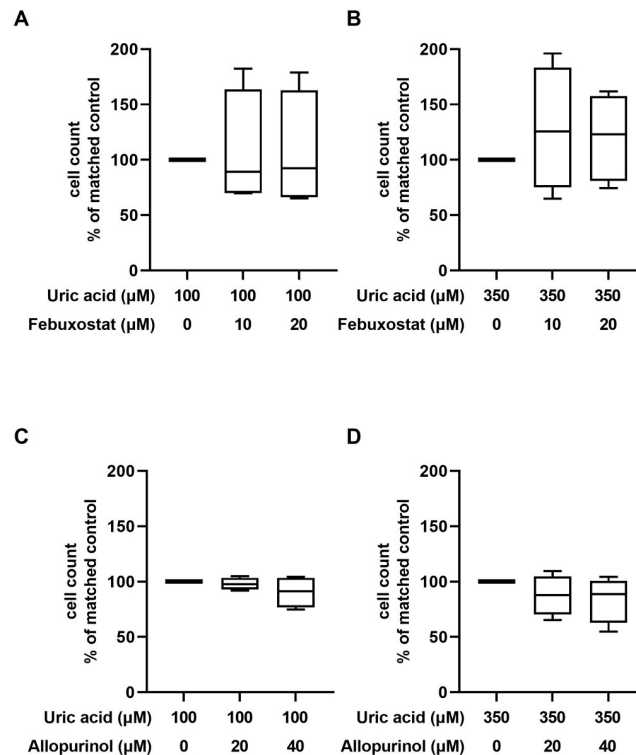 A
cell count
% of matched control
200
150
100
50
0
Uric acid (µM) 100 100 100
Febuxostat (µM) 0 10 20
B
cell count
% of matched control
200
150
100
50
0
Uric acid (µM) 350 350 350
Febuxostat (µM) 0 10 20
C
cell count
% of matched control
200
150
100
50
0
Uric acid (µM) 100 100 100
Allopurinol (µM) 0 20 40
D
cell count
% of matched control
200
150
100
50
0
Uric acid (µM) 350 350 350
Allopurinol (µM) 0 20 40